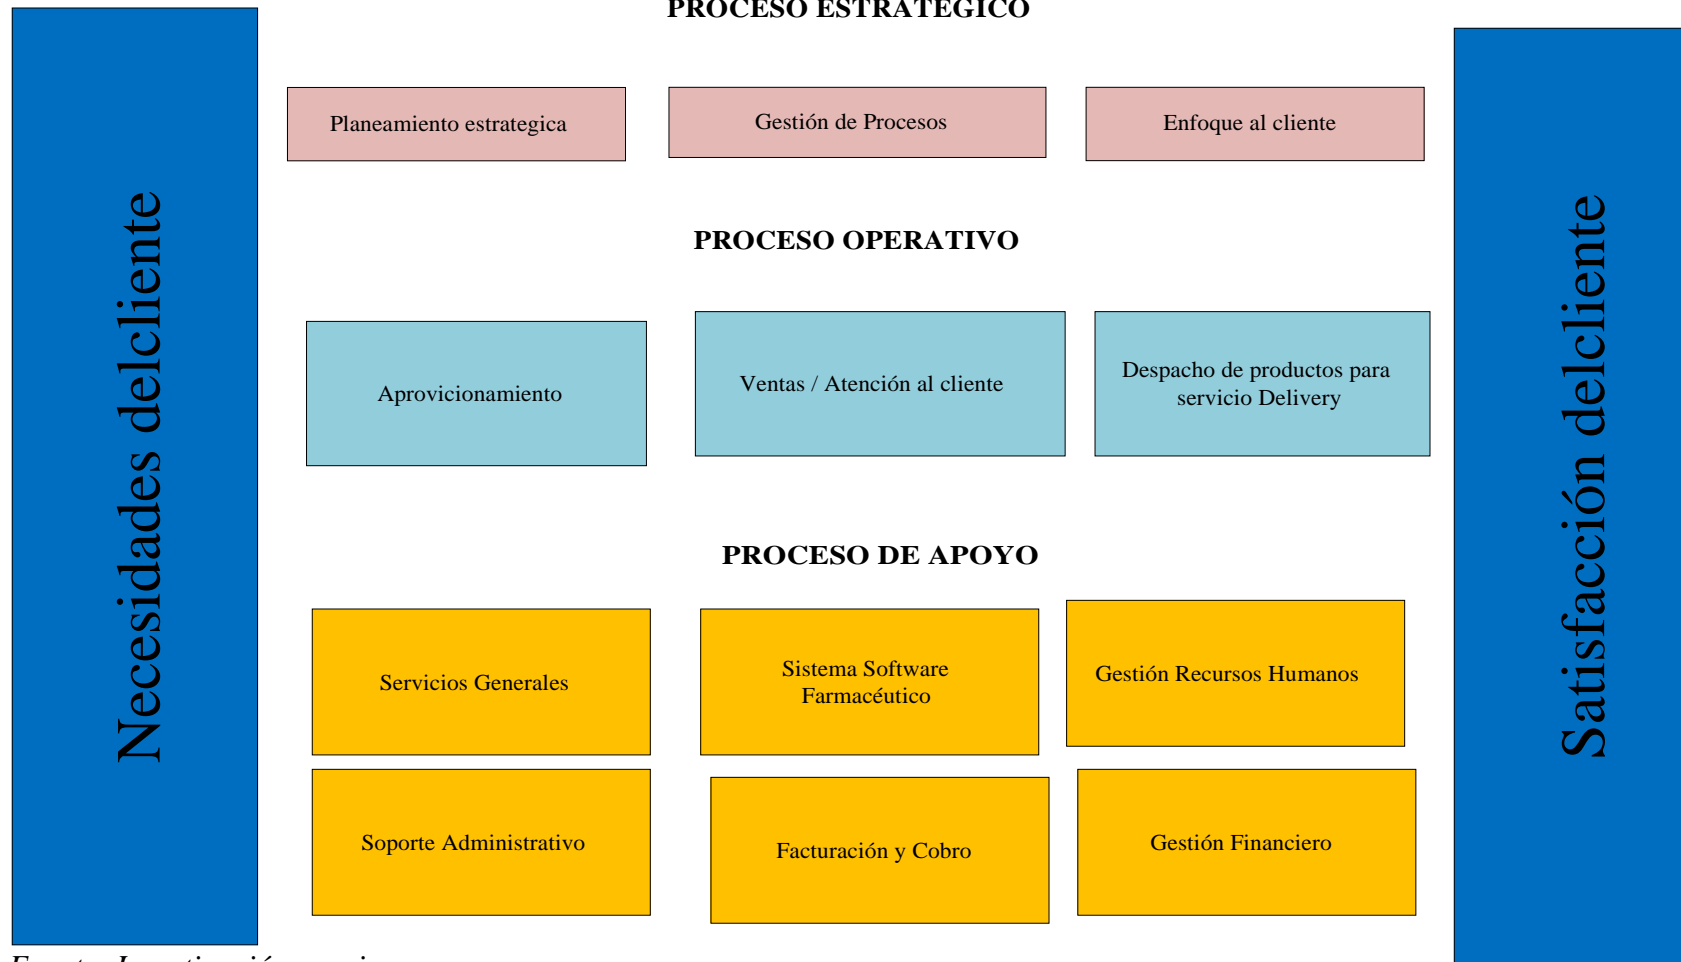 PROCESO ESTRATEGICO
Necesidades delcliente
Planeamiento estrategica
Gestión de Procesos
Enfoque al cliente
PROCESO OPERATIVO
Aprovicionamiento
Ventas / Atención al cliente
Despacho de productos para
servicio Delivery
PROCESO DE APOYO
Servicios Generales
Sistema Software
Farmacéutico
Gestión Recursos Humanos
Soporte Administrativo
Facturación y Cobro
Gestión Financiero
Satisfacción delcliente